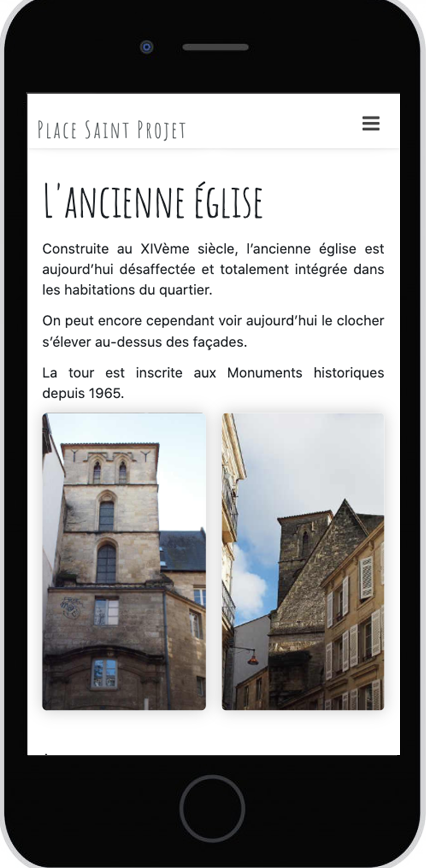 Place Saint Projet
L'ancienne église
Construite au XIVème siècle, l'ancienne église est
aujourd'hui désaffectée et totalement intégrée dans
les habitations du quartier.
On peut encore cependant voir aujourd'hui le clocher
s'élever au-dessus des façades.
La tour est inscrite aux Monuments historiques
depuis 1965.